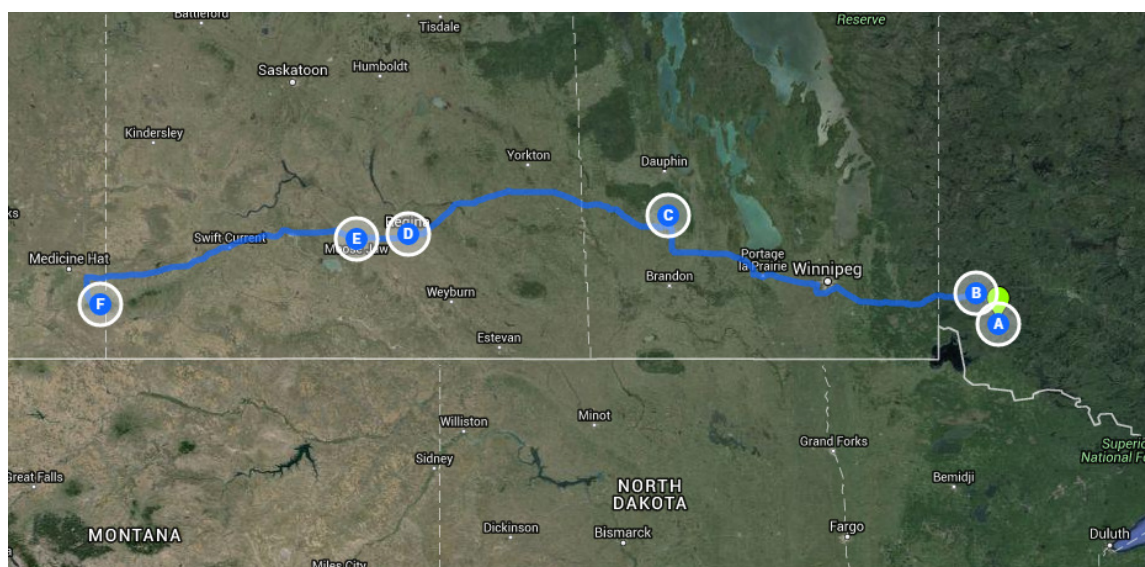 Battleford
Tisdale
Reserve
Saskatoon
Humboldt
Kindersley
Yorkton
Dauphin
ks
C
Regina
D
E
Swift Current
Moose Jaw
Medicine Hat
Portage
la Prairie
Winnipeg
Brandon
B
F
Weyburn
A
Estevan
Williston
Minot
Grand Forks
Superio
National Fo
Sidney
Bemidji
Great Falls
NORTH
DAKOTA
MONTANA
Dickinson
Bismarck
Fargo
Duluth
Miles City